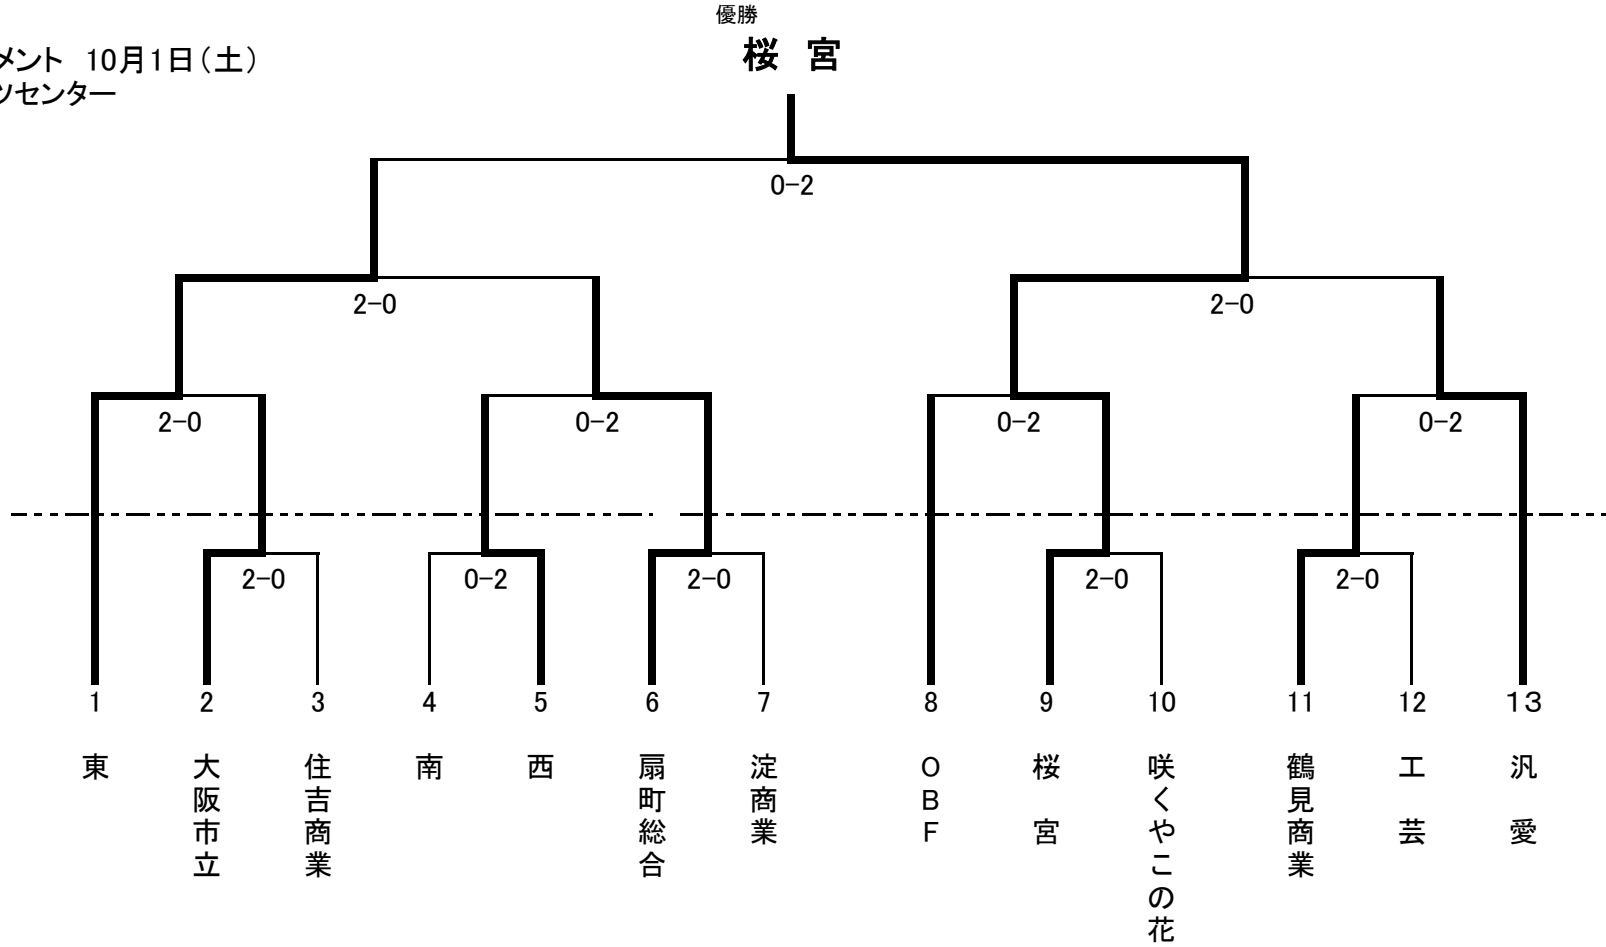 優勝
桜 宮
メント 10月1日(土)
ツセンター
0-2
2-0
2-0
2-0
0-2
0-2
0-2
2-0
0-2
2-0
2-0
2-0
1
2
3
4
5
6
7
8
9
10
11
12
13
東
大阪市立
住吉商業
南
西
扇町総合
淀商業
OBF
桜 宮
咲くやこの花
鶴見商業
工 芸
汎 愛